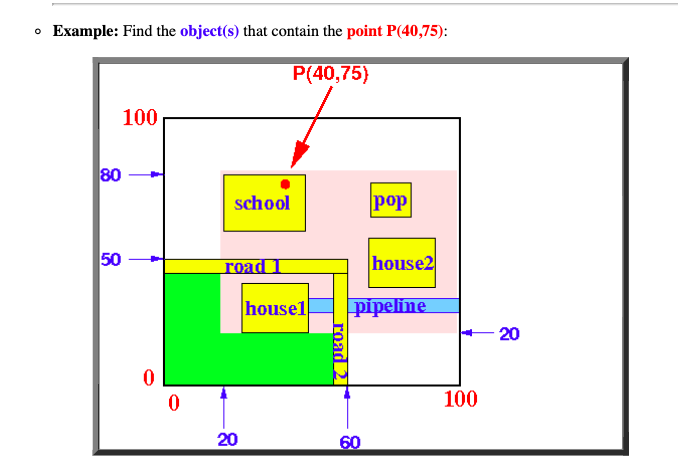 Example: Find the object(s) that contain the point P(40,75):
P(40,75)
100
80
school
pop
50
road 1
house2
house1
pipeline
road 2
20
0
0
100
20
60